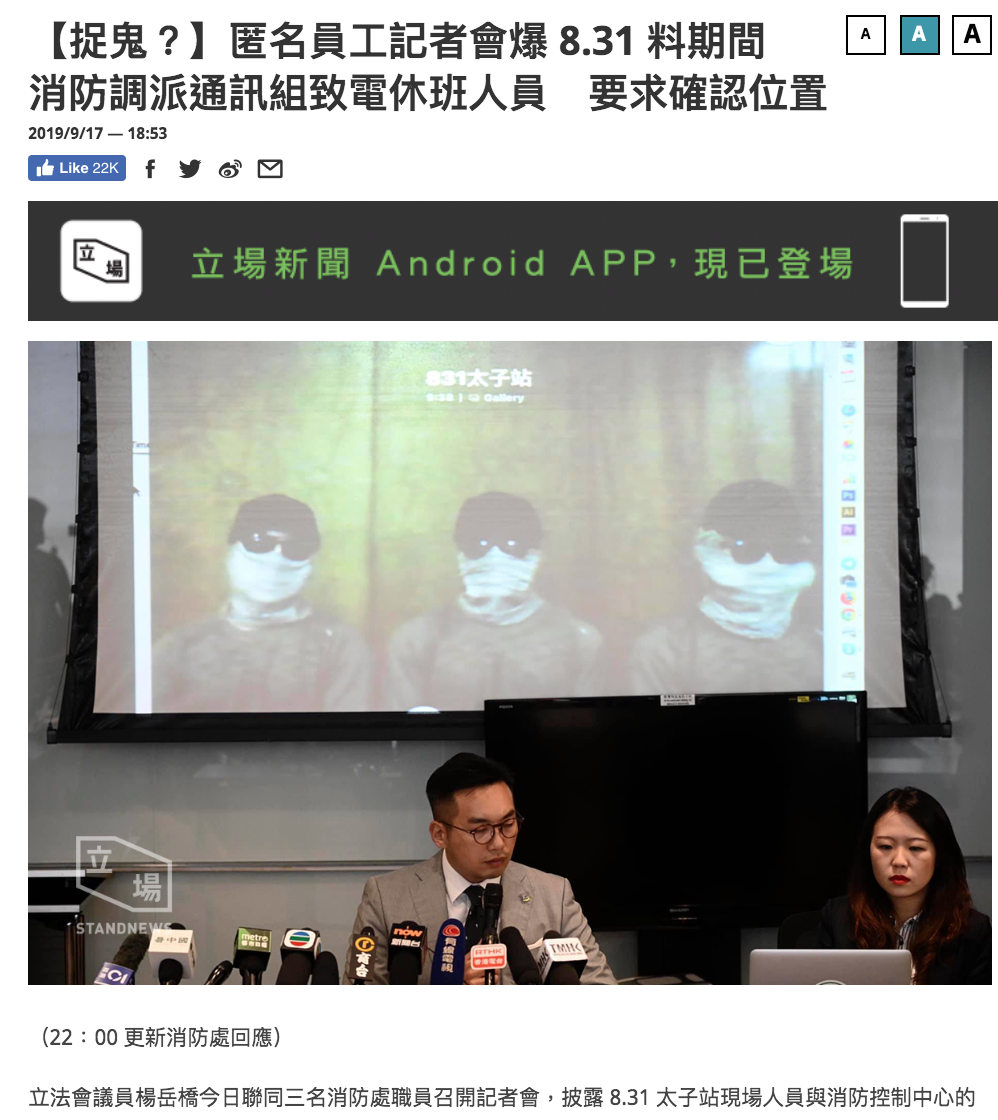 【捉鬼？】匿名員工記者會爆 8.31 料期間
消防調派通訊組致電休班人員　要求確認位置
A
A
A
2019/9/17 — 18:53
Like 22K
立場
立場新聞 Android APP，現已登場
831太子站
Gallery
Time
Ps
Ai
Pr
立場
STANDNEWS
metro
商台
now
新聞台
有線電視
RTHK
香港電台
TMHK
（22：00 更新消防處回應）
立法會議員楊岳橋今日聯同三名消防處職員召開記者會，披露 8.31 太子站現場人員與消防控制中心的